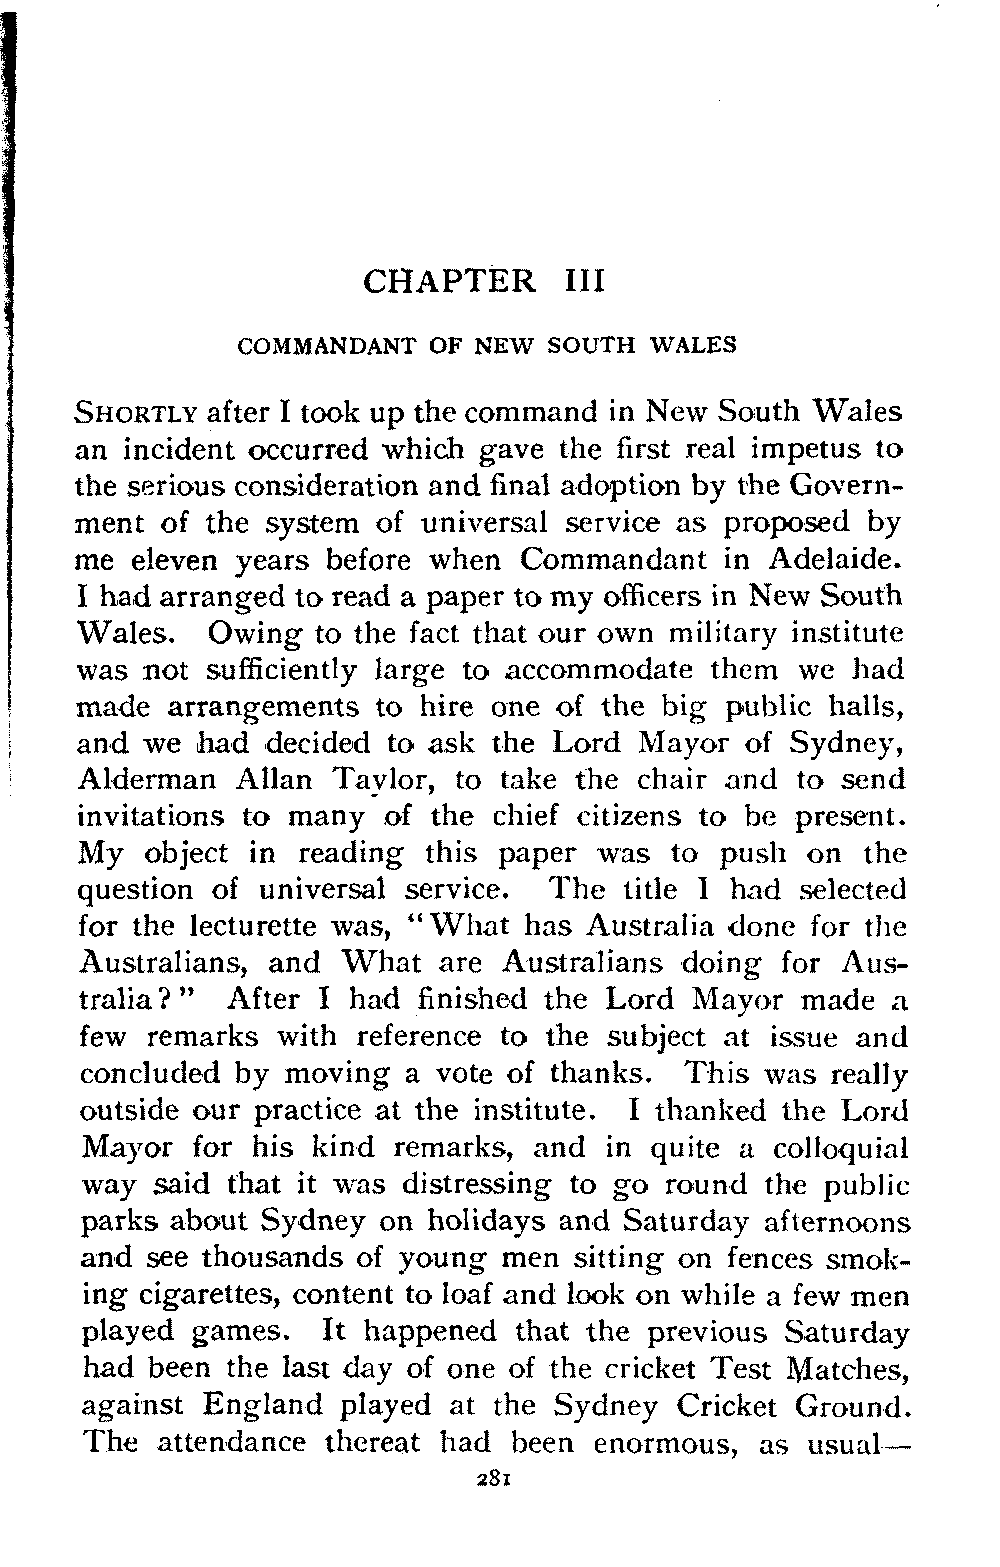 CHAPTER III
COMMANDANT OF NEW SOUTH WALES
SHORTLY after I took up the command in New South Wales
an incident occurred which gave the first real impetus to
the serious consideration and final adoption by the Govern-
ment of the system of universal service as proposed by
me eleven years before when Commandant in Adelaide.
I had arranged to read a paper to my officers in New South
Wales. Owing to the fact that our own military institute
was not sufficiently large to accommodate them we had
made arrangements to hire one of the big public halls,
and we had decided to ask the Lord Mayor of Sydney,
Alderman Allan Taylor, to take the chair and to send
invitations to many of the chief citizens to be present.
My object in reading this paper was to push on the
question of universal service. The title I had selected
for the lecturette was, “What has Australia done for the
Australians, and What are Australians doing for Aus-
tralia?” After I had finished the Lord Mayor made a
few remarks with reference to the subject at issue and
concluded by moving a vote of thanks. This was really
outside our practice at the institute. I thanked the Lord
Mayor for his kind remarks, and in quite a colloquial
way said that it was distressing to go round the public
parks about Sydney on holidays and Saturday afternoons
and see thousands of young men sitting on fences smok-
ing cigarettes, content to loaf and look on while a few men
played games. It happened that the previous Saturday
had been the last day of one of the cricket Test Matches,
against England played at the Sydney Cricket Ground.
The attendance thereat had been enormous, as usual—
281